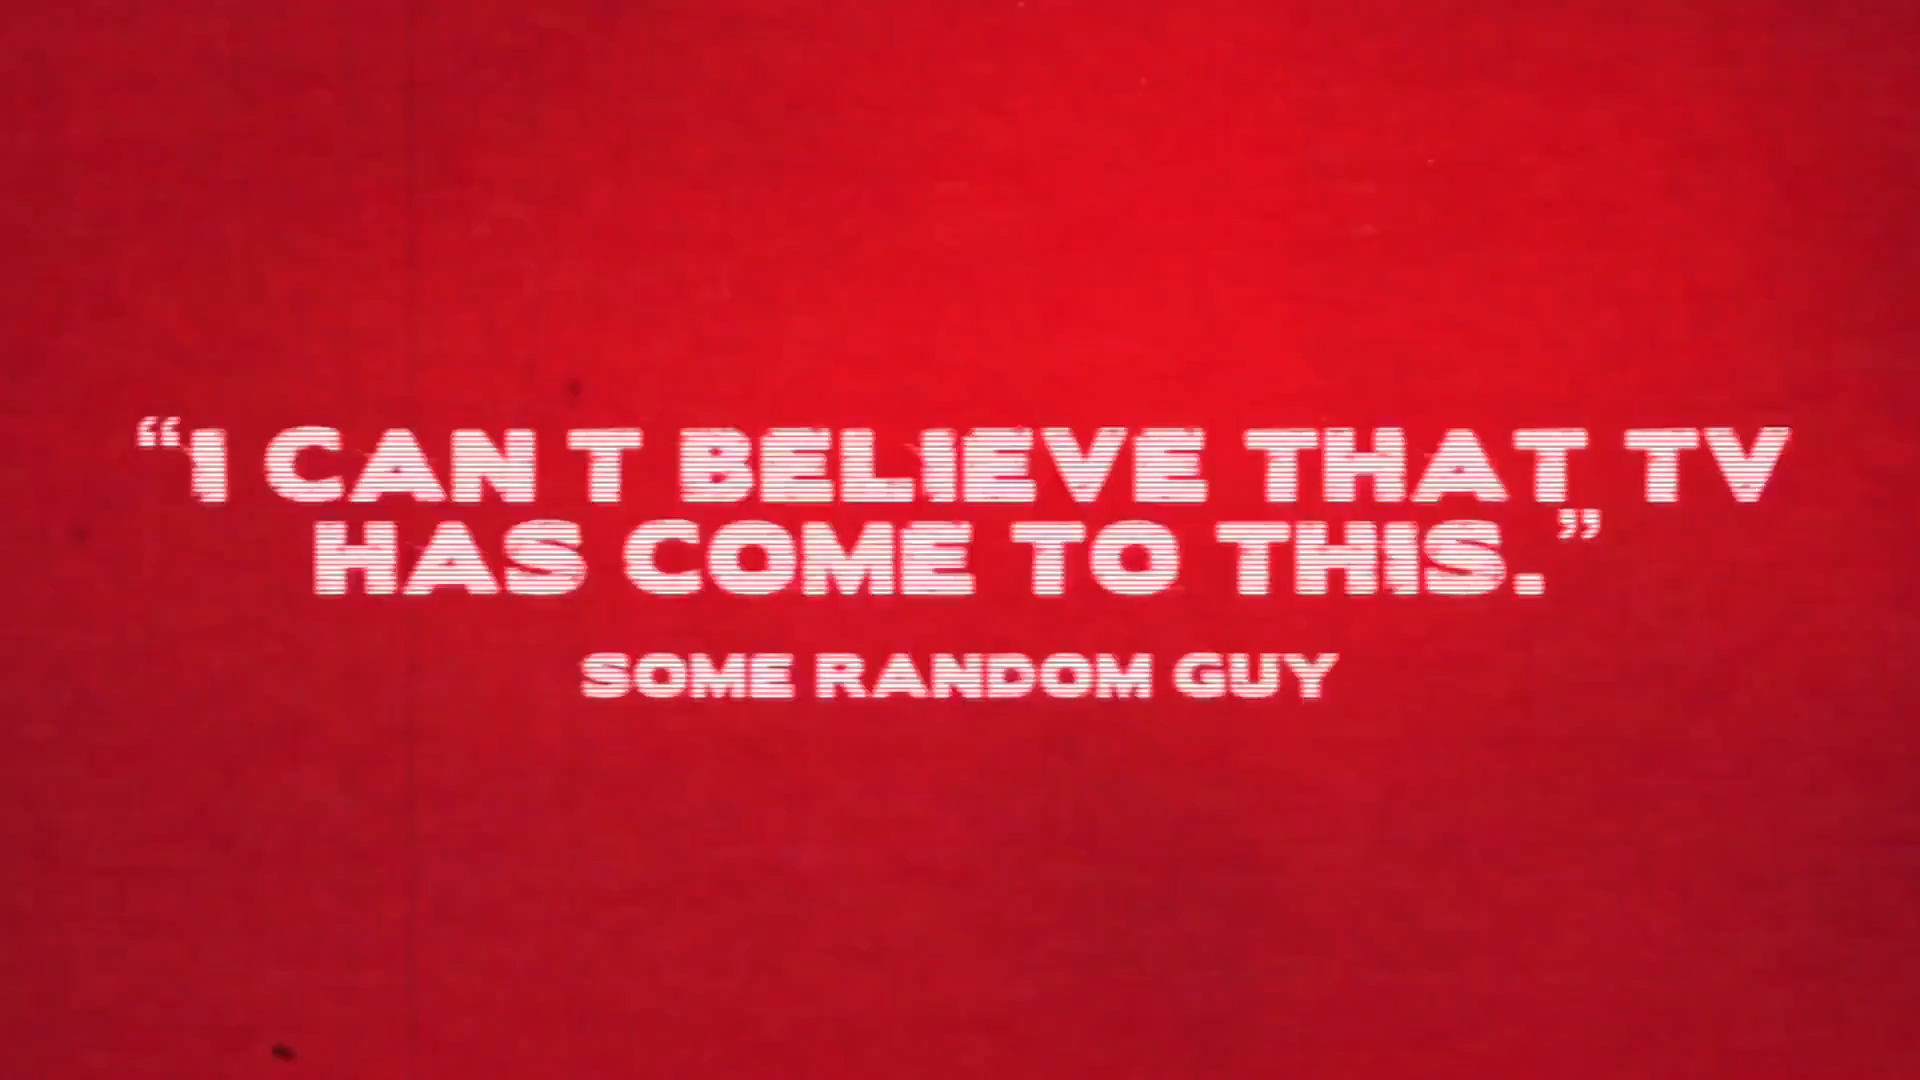 “I CAN T BELIEVE THAT TV
HAS COME TO THIS.”
SOME RANDOM GUY